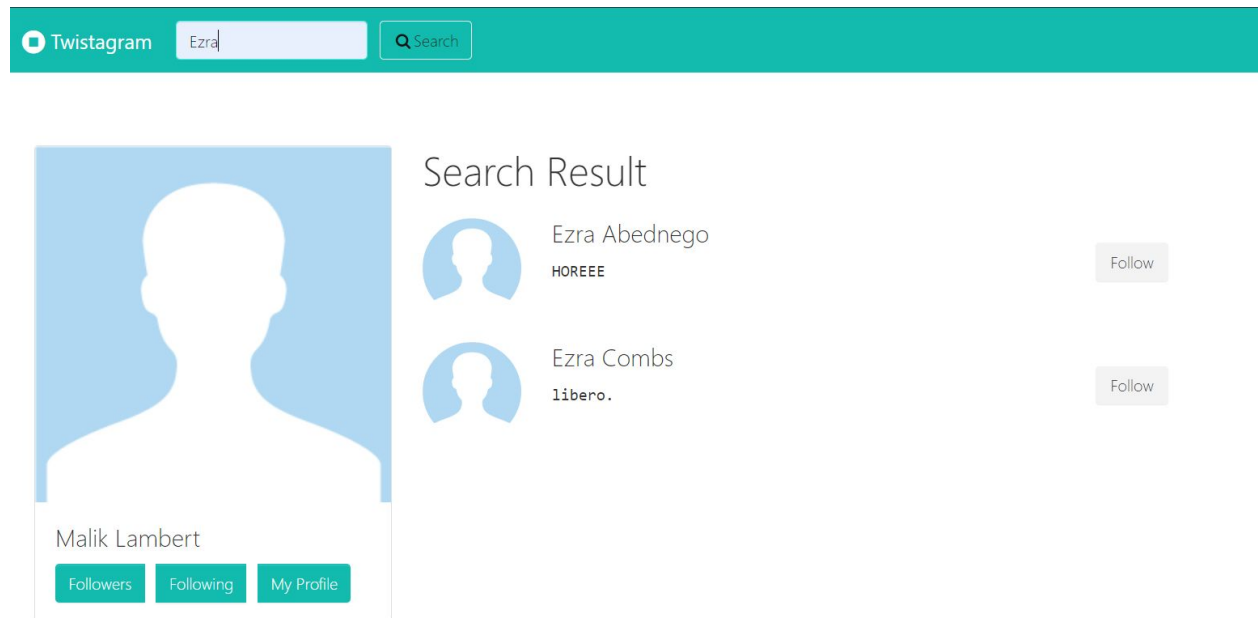 Twistagram Ezra Search
Search Result
Ezra Abednego
HOREEE
Follow
Ezra Combs
libero.
Follow
Malik Lambert
Followers Following My Profile